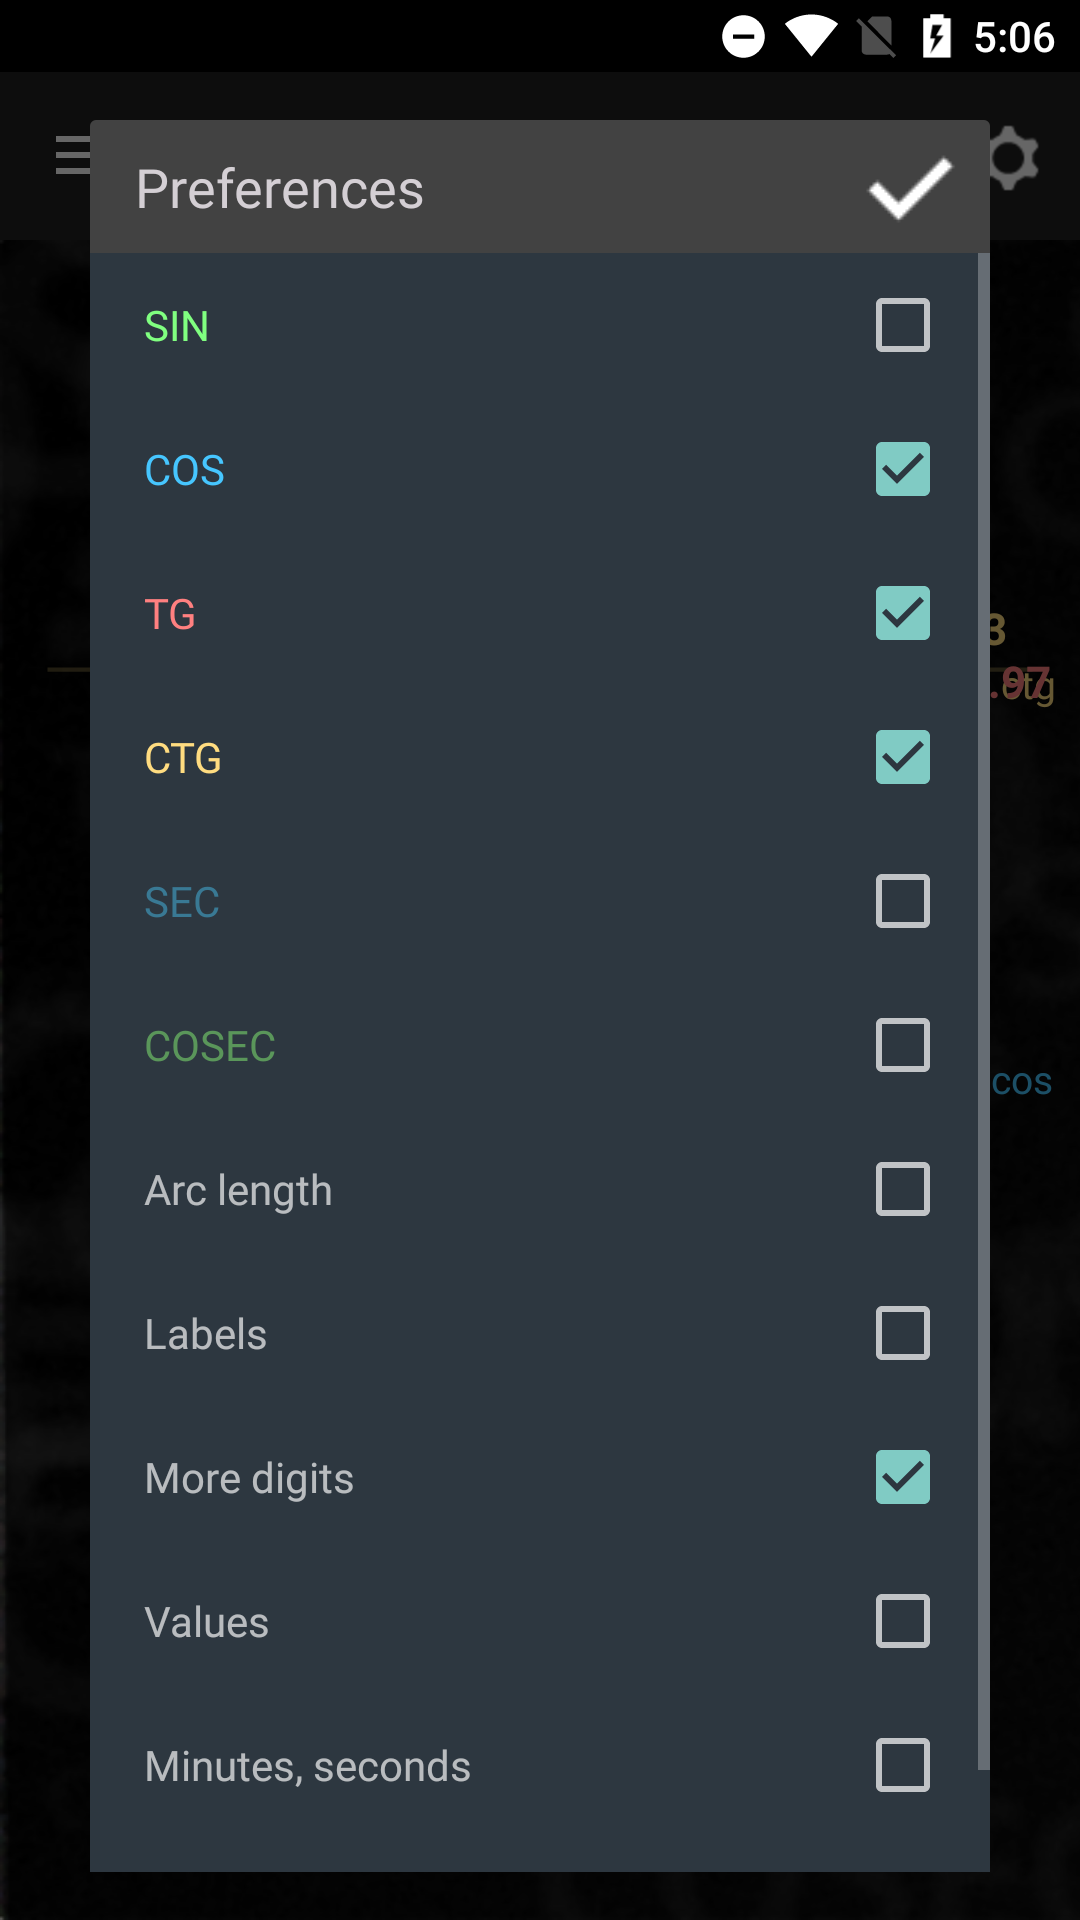 5:06
Preferences
SIN
COS
TG
3
.97
ctg
CTG
SEC
COSEC
cos
Arc length
Labels
More digits
Values
Minutes, seconds